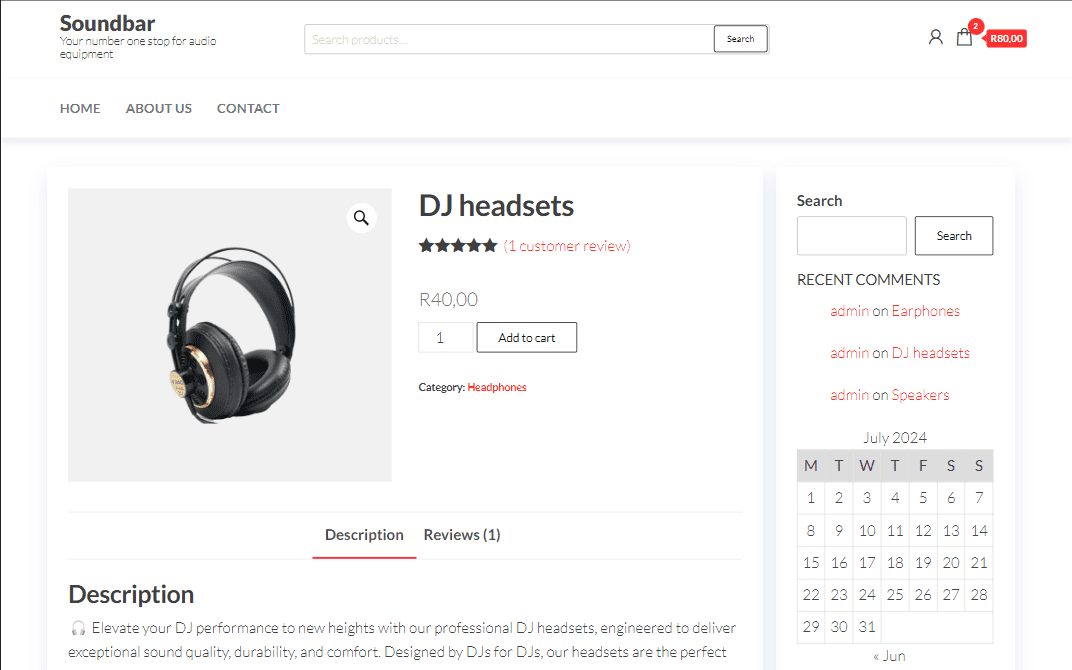 Soundbar
Your number one stop for audio
equipment
Search products...
Search
2
R80,00
HOME
ABOUT US
CONTACT
DJ headsets
(1 customer review)
R40,00
1
Add to cart
Category: Headphones
Description
Reviews (1)
Description
🎧 Elevate your DJ performance to new heights with our professional DJ headsets, engineered to deliver
exceptional sound quality, durability, and comfort. Designed by DJs for DJs, our headsets are the perfect
Search
Search
RECENT COMMENTS
admin on Earphones
admin on DJ headsets
admin on Speakers
July 2024
M T W T F S S
1 2 3 4 5 6 7
8 9 10 11 12 13 14
15 16 17 18 19 20 21
22 23 24 25 26 27 28
29 30 31
« Jun